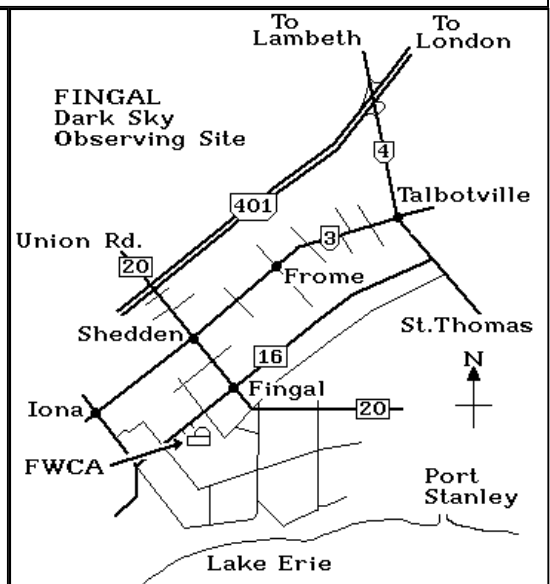 To
Lambeth
To
London
FINGAL
Dark Sky
Observing Site
4
401
Talbotville
3
Union Rd.
20
Frome
Shedden
St.Thomas
16
N
Fingal
Iona
20
FWCA
Port
Stanley
Lake Erie